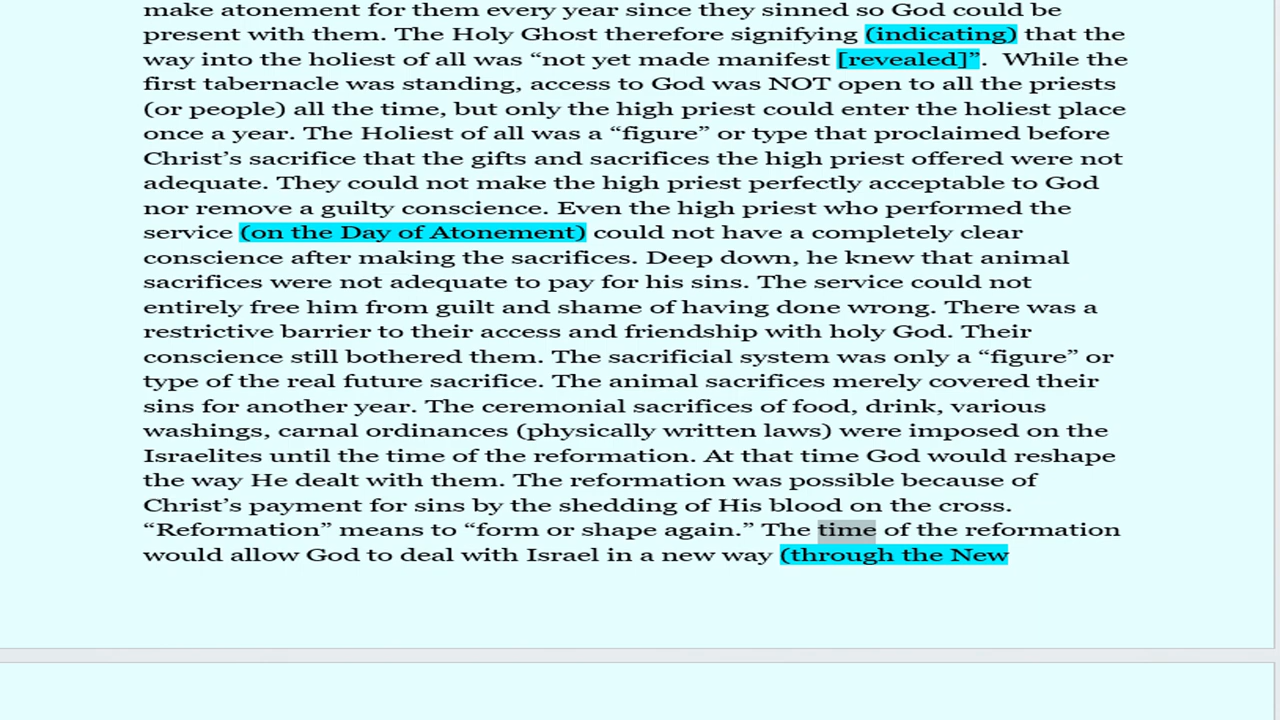 make atonement for them every year since they sinned so God could be
present with them. The Holy Ghost therefore signifying (indicating) that the
way into the holiest of all was “not yet made manifest [revealed]”.  While the
first tabernacle was standing, access to God was NOT open to all the priests
(or people) all the time, but only the high priest could enter the holiest place
once a year. The Holiest of all was a “figure” or type that proclaimed before
Christ’s sacrifice that the gifts and sacrifices the high priest offered were not
adequate. They could not make the high priest perfectly acceptable to God
nor remove a guilty conscience. Even the high priest who performed the
service (on the Day of Atonement) could not have a completely clear
conscience after making the sacrifices. Deep down, he knew that animal
sacrifices were not adequate to pay for his sins. The service could not
entirely free him from guilt and shame of having done wrong. There was a
restrictive barrier to their access and friendship with holy God. Their
conscience still bothered them. The sacrificial system was only a “figure” or
type of the real future sacrifice. The animal sacrifices merely covered their
sins for another year. The ceremonial sacrifices of food, drink, various
washings, carnal ordinances (physically written laws) were imposed on the
Israelites until the time of the reformation. At that time God would reshape
the way He dealt with them. The reformation was possible because of
Christ’s payment for sins by the shedding of His blood on the cross.
“Reformation” means to “form or shape again.” The time of the reformation
would allow God to deal with Israel in a new way (through the New